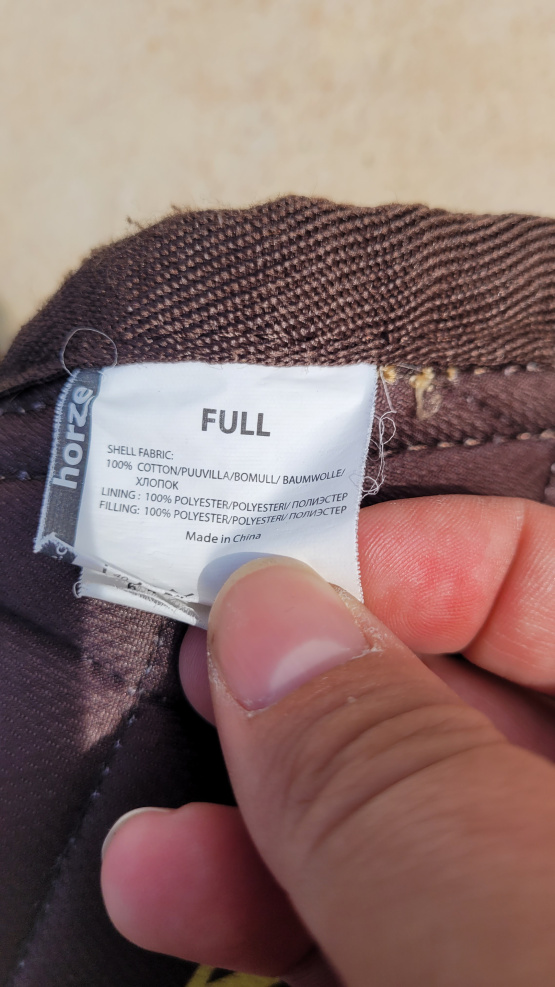 horze
FULL
SHELL FABRIC:
100% COTTON/PUUVILLA/BOMULL/ BAUMWOLLE/
ХЛОПОК
LINING : 100% POLYESTER/POLYESTERI/ ПОЛИЭСТЕР
FILLING: 100% POLYESTER/POLYESTERI/ ПОЛИЭСТЕР
Made in China